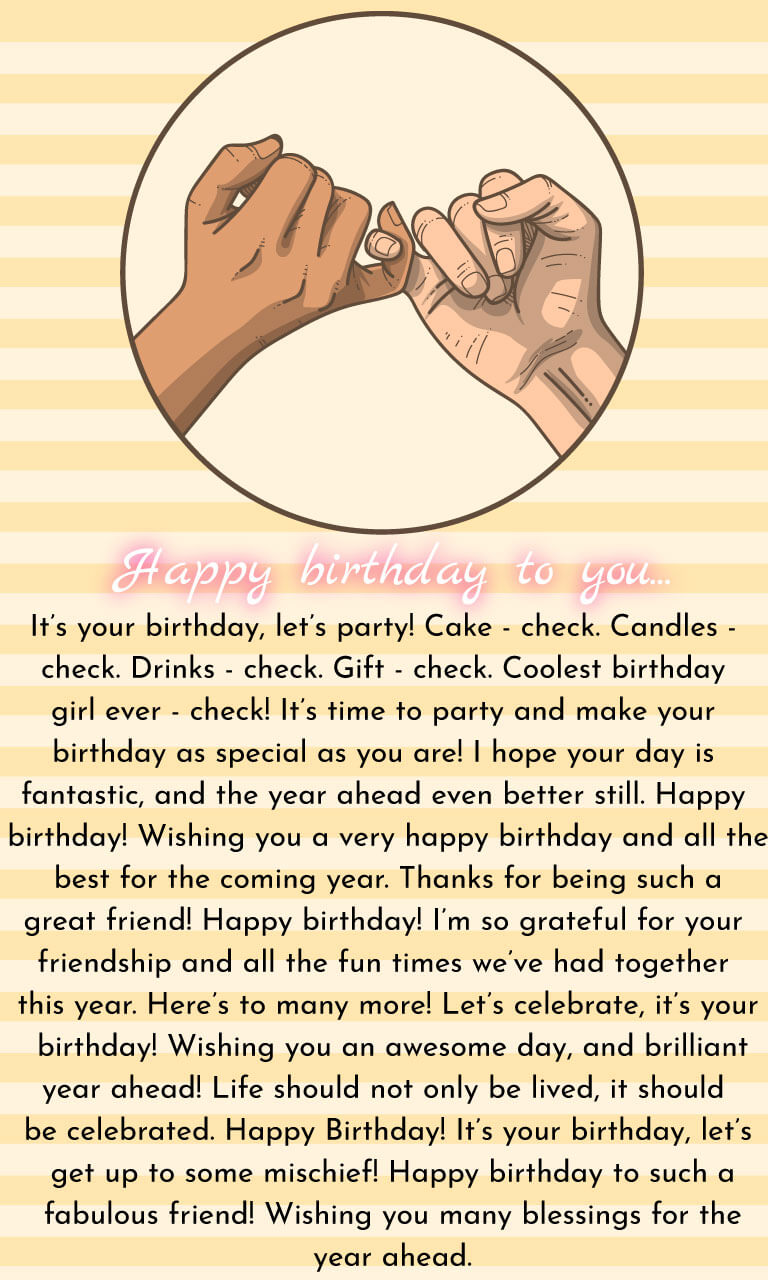 Happy birthday to you...
It's your birthday, let's party! Cake - check. Candles -
check. Drinks - check. Gift - check. Coolest birthday
girl ever - check! It's time to party and make your
birthday as special as you are! I hope your day is
fantastic, and the year ahead even better still. Happy
birthday! Wishing you a very happy birthday and all the
best for the coming year. Thanks for being such a
great friend! Happy birthday! I'm so grateful for your
friendship and all the fun times we've had together
this year. Here's to many more! Let's celebrate, it's your
birthday! Wishing you an awesome day, and brilliant
year ahead! Life should not only be lived, it should
be celebrated. Happy Birthday! It's your birthday, let's
get up to some mischief! Happy birthday to such a
fabulous friend! Wishing you many blessings for the
year ahead.